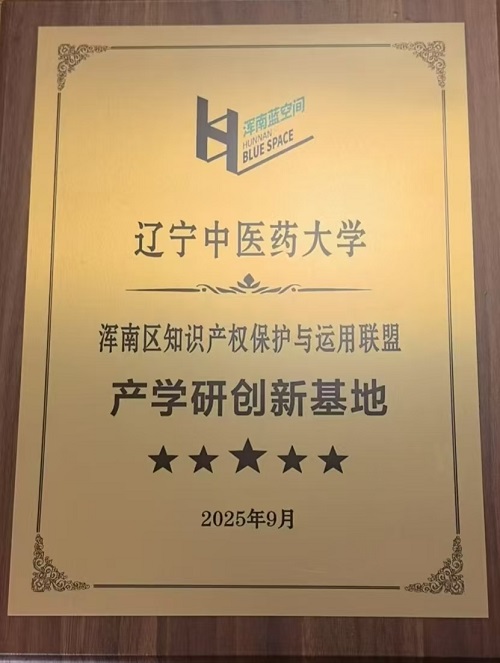 浑南蓝空间
HUNNAN
BLUE SPACE
辽宁中医药大学
浑南区知识产权保护与运用联盟
产学研创新基地
2025年9月